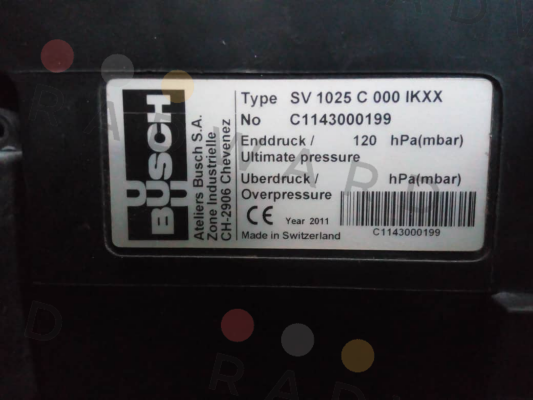 BUSCH
Ateliers Busch S.A.
Zone Industrielle
CH-2906 Chevenez
Type SV 1025 C 000 IKXX
No C1143000199
Enddruck / 120 hPa(mbar)
Ultimate pressure
Uberdruck / hPa(mbar)
Overpressure
CE Year 2011
Made in Switzerland
C1143000199